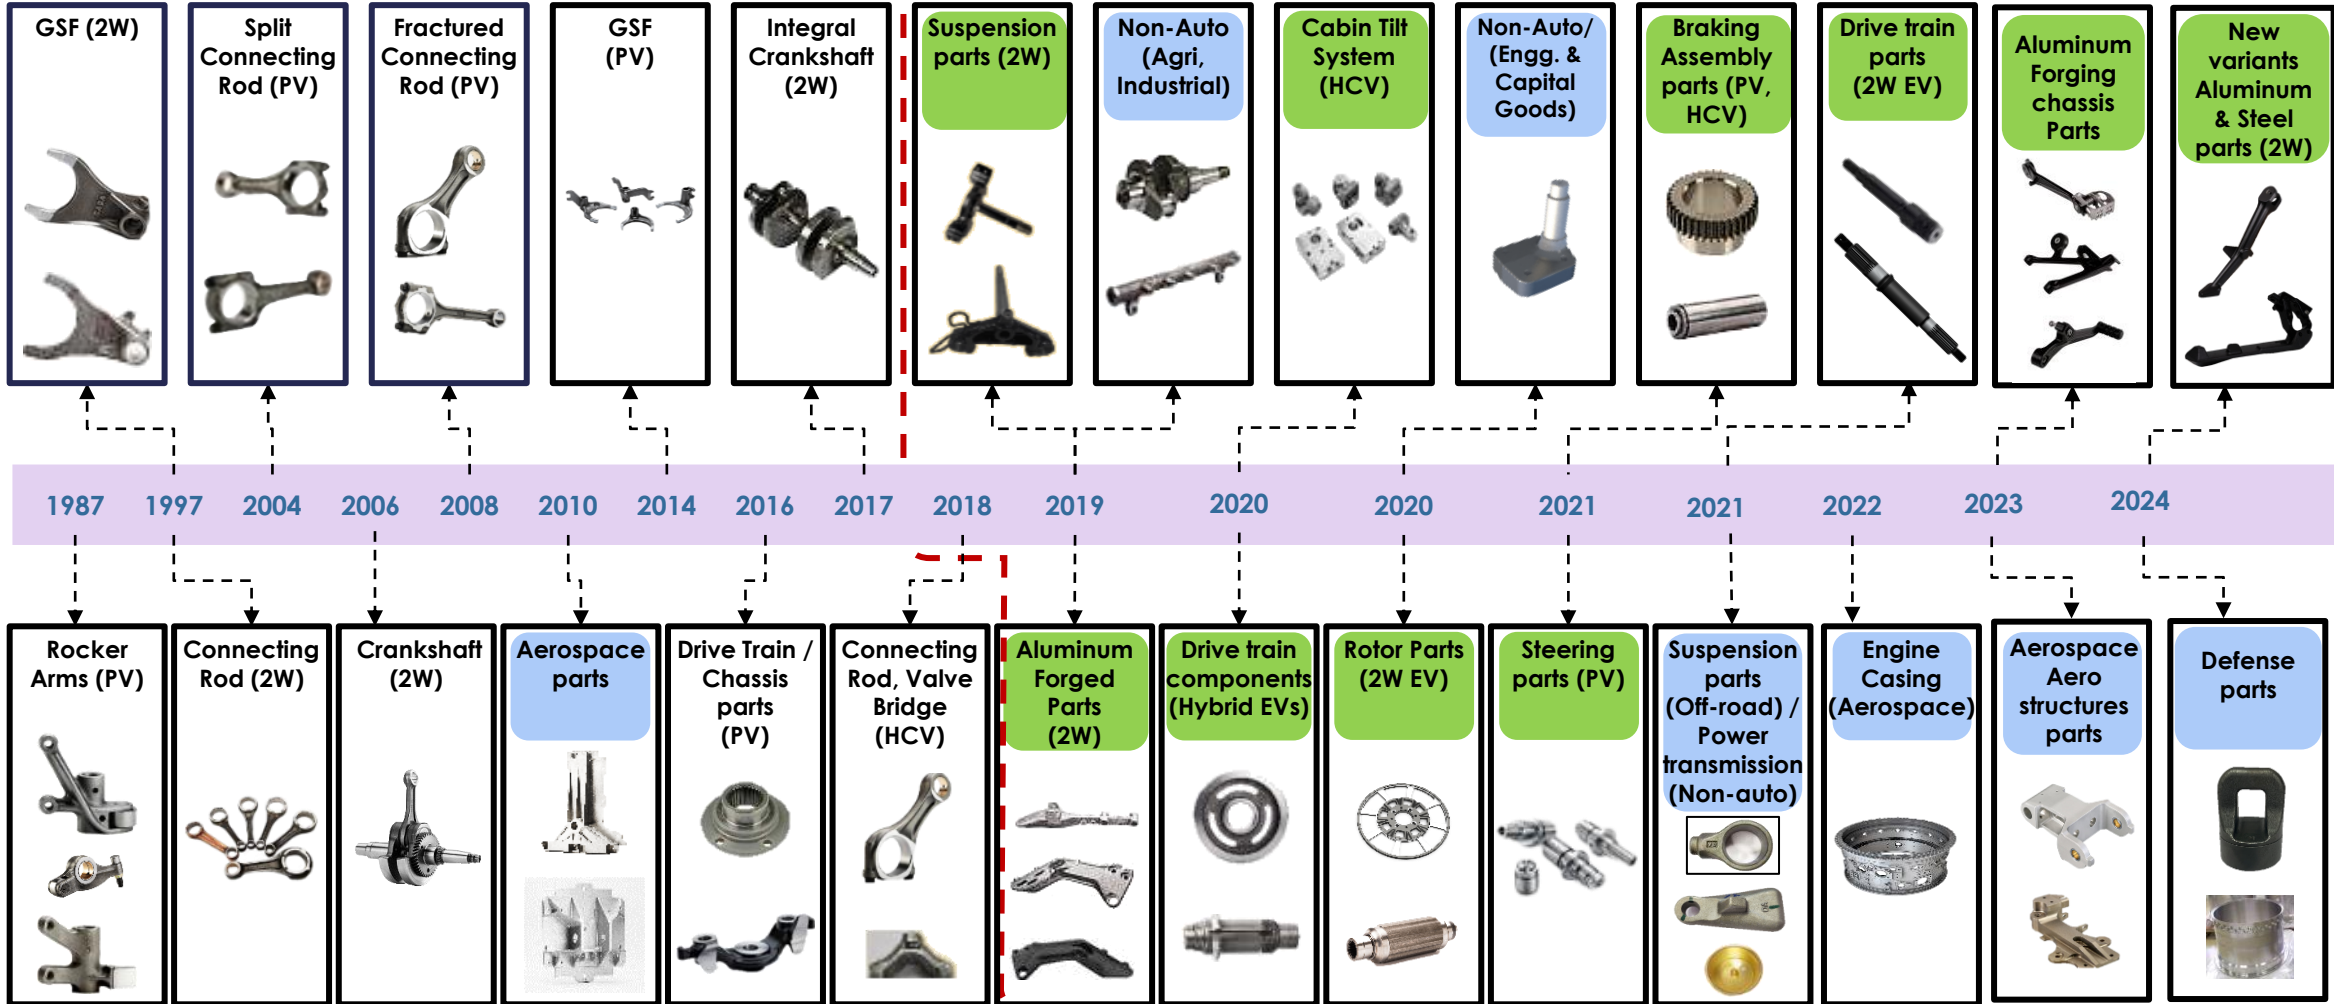 GSF (2W)
Split
Connecting
Rod (PV)
Fractured
Connecting
Rod (PV)
GSF
(PV)
Integral
Crankshaft
(2W)
Suspension
parts (2W)
Non-Auto
(Agri,
Industrial)
Cabin Tilt
System
(HCV)
Non-Auto/
(Engg. &
Capital
Goods)
Braking
Assembly
parts (PV,
HCV)
Drive train
parts
(2W EV)
Aluminum
Forging
chassis
Parts
New
variants
Aluminum
& Steel
parts (2W)
1987
1997
2004
2006
2008
2010
2014
2016
2017
2018
2019
2020
2020
2021
2021
2022
2023
2024
Rocker
Arms (PV)
Connecting
Rod (2W)
Crankshaft
(2W)
Aerospace
parts
Drive Train /
Chassis
parts
(PV)
Connecting
Rod, Valve
Bridge
(HCV)
Aluminum
Forged
Parts
(2W)
Drive train
components
(Hybrid EVs)
Rotor Parts
(2W EV)
Steering
parts (PV)
Suspension
parts
(Off-road) /
Power
transmission
(Non-auto)
Engine
Casing
(Aerospace)
Aerospace
Aero
structures
parts
Defense
parts